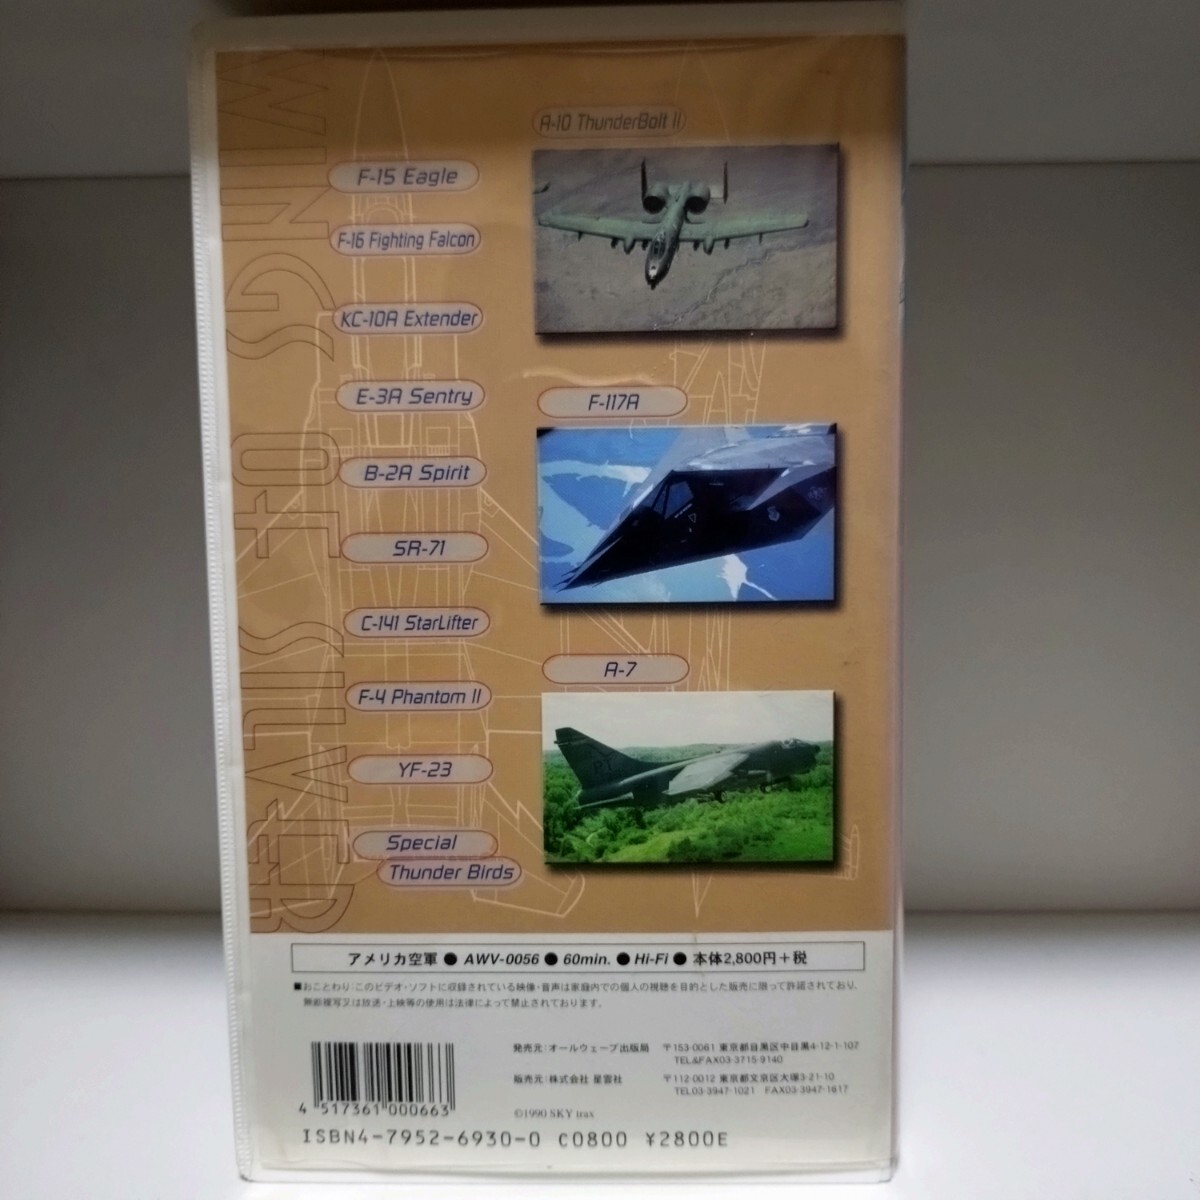 WINGS OF SILVER
F-15 Eagle
F-16 Fighting Falcon
KC-10A Extender
E-3A Sentry
B-2A Spirit
SR-71
C-141 StarLifter
F-4 Phantom II
YF-23
Special
Thunder Birds
A-10 ThunderBolt II
F-117A
A-7
アメリカ空軍 ● AWV-0056 ● 60min. ● Hi-Fi ● 本体2,800円+税
■おことわり:このビデオ・ソフトに収録されている映像・音声は家庭内での個人の視聴を目的とした販売に限って許諾されており、
無断複写又は放送・上映等の使用は法律によって禁止されております。
発売元:オールウェーブ出版局 〒153-0061 東京都目黒区中目黒4-12-1-107
TEL&FAX03-3715-9140
販売元:株式会社 星雲社 〒112-0012 東京都文京区大塚3-21-10
TEL03-3947-1021 FAX03-3947-1617
4 517361 000663
©1990 SKY trax
ISBN4-7952-6930-0 C0800 ¥2800E